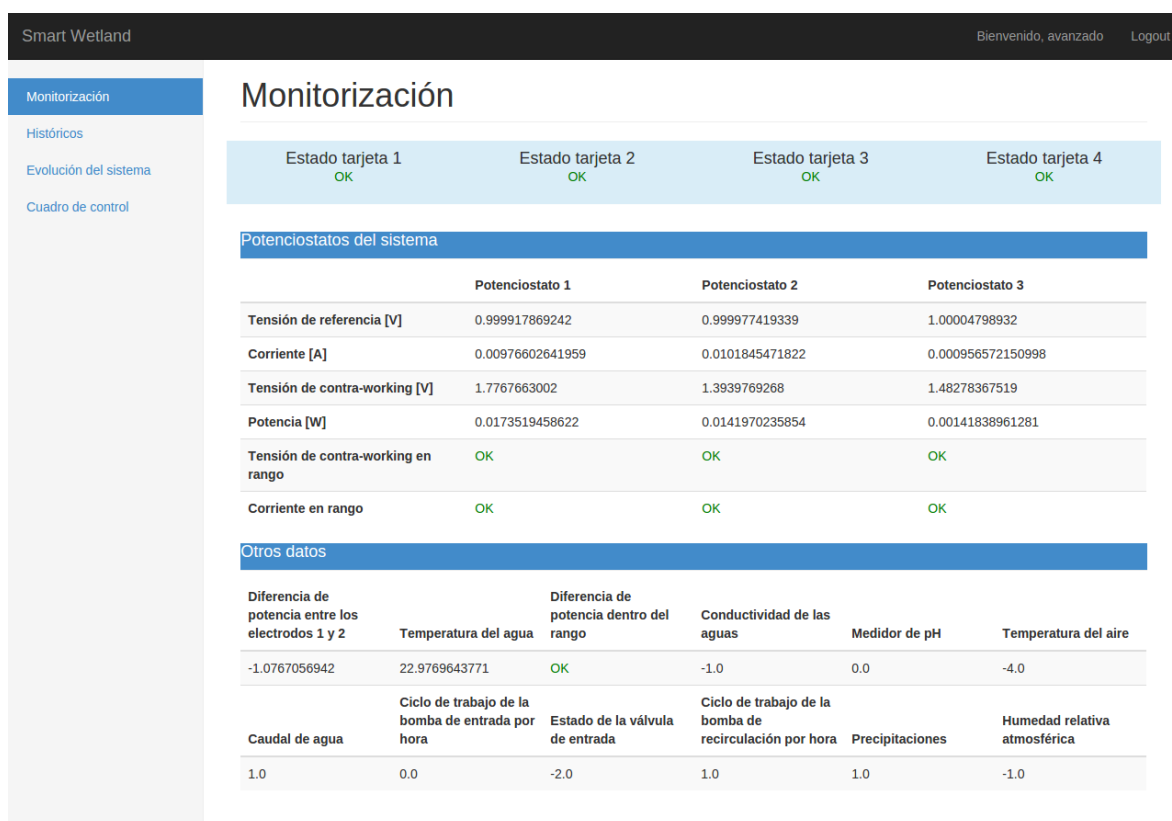 Smart Wetland
Bienvenido, avanzado Logout
Monitorización
Históricos
Evolución del sistema
Cuadro de control
Monitorización
Estado tarjeta 1 Estado tarjeta 2 Estado tarjeta 3 Estado tarjeta 4
OK OK OK OK
Potenciostatos del sistema
Potenciostato 1 Potenciostato 2 Potenciostato 3
Tensión de referencia [V] 0.999917869242 0.999977419339 1.00004798932
Corriente [A] 0.00976602641959 0.0101845471822 0.000956572150998
Tensión de contra-working [V] 1.7767663002 1.3939769268 1.48278367519
Potencia [W] 0.0173519458622 0.0141970235854 0.00141838961281
Tensión de contra-working en OK OK OK
rango
Corriente en rango OK OK OK
Otros datos
Diferencia de Diferencia de
potencia entre los potencia dentro del Conductividad de las
electrodos 1 y 2 Temperatura del agua rango aguas Medidor de pH Temperatura del aire
-1.0767056942 22.9769643771 OK -1.0 0.0 -4.0
Ciclo de trabajo de la Ciclo de trabajo de la
bomba de entrada por Estado de la válvula bomba de Humedad relativa
Caudal de agua hora de entrada recirculación por hora Precipitaciones atmosférica
1.0 0.0 -2.0 1.0 1.0 -1.0